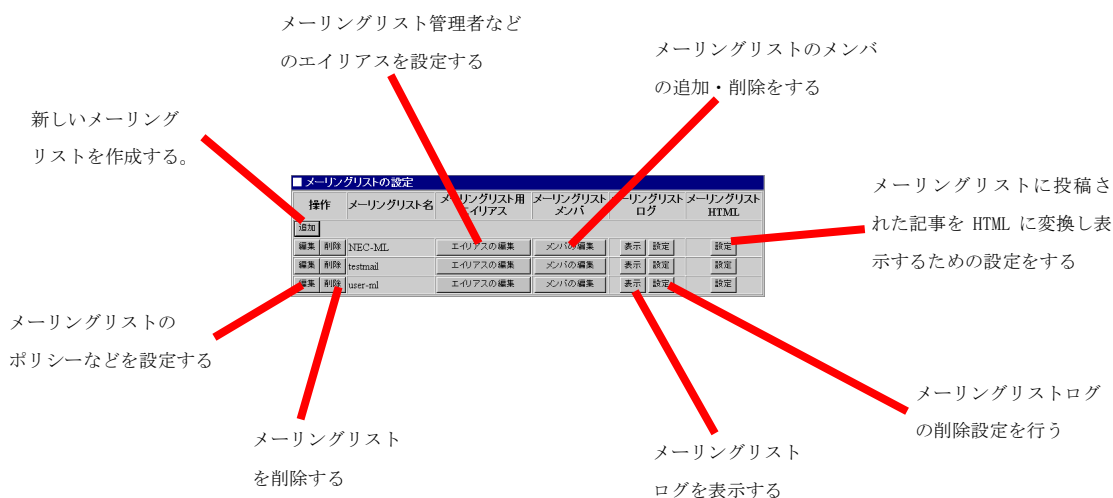 メーリングリスト管理者など
のエイリアスを設定する
メーリングリストのメンバ
の追加・削除をする
新しいメーリング
リストを作成する。
メーリングリストに投稿さ
れた記事を HTML に変換し表
示するための設定をする
■ メーリングリストの設定
操作 メーリングリスト名 メーリングリスト用エイリアス メーリングリストメンバ メーリングリストログ メーリングリストHTML
追加
編集 削除 NEC-ML エイリアスの編集 メンバの編集 表示 設定 設定
編集 削除 testmail エイリアスの編集 メンバの編集 表示 設定 設定
編集 削除 user-ml エイリアスの編集 メンバの編集 表示 設定 設定
メーリングリストの
ポリシーなどを設定する
メーリングリスト
を削除する
メーリングリスト
ログを表示する
メーリングリストログ
の削除設定を行う